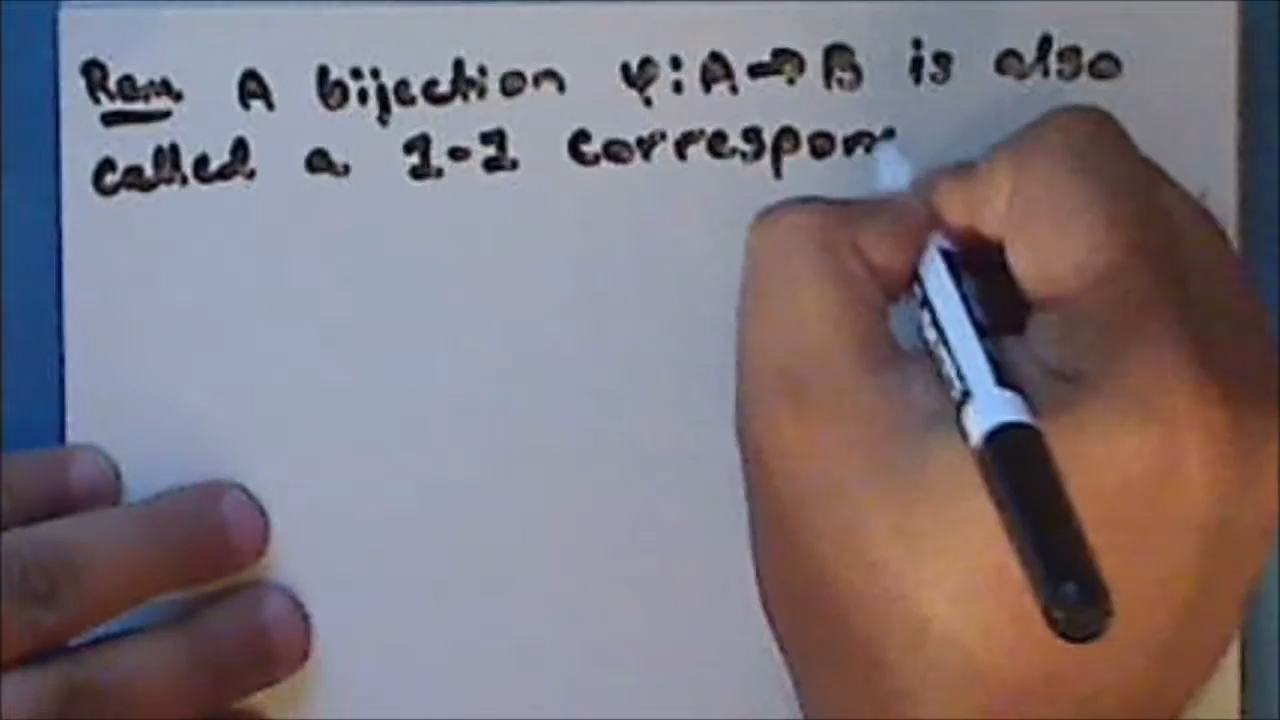 Rem A bijection φ: A → B is also
called a 1-1 correspon